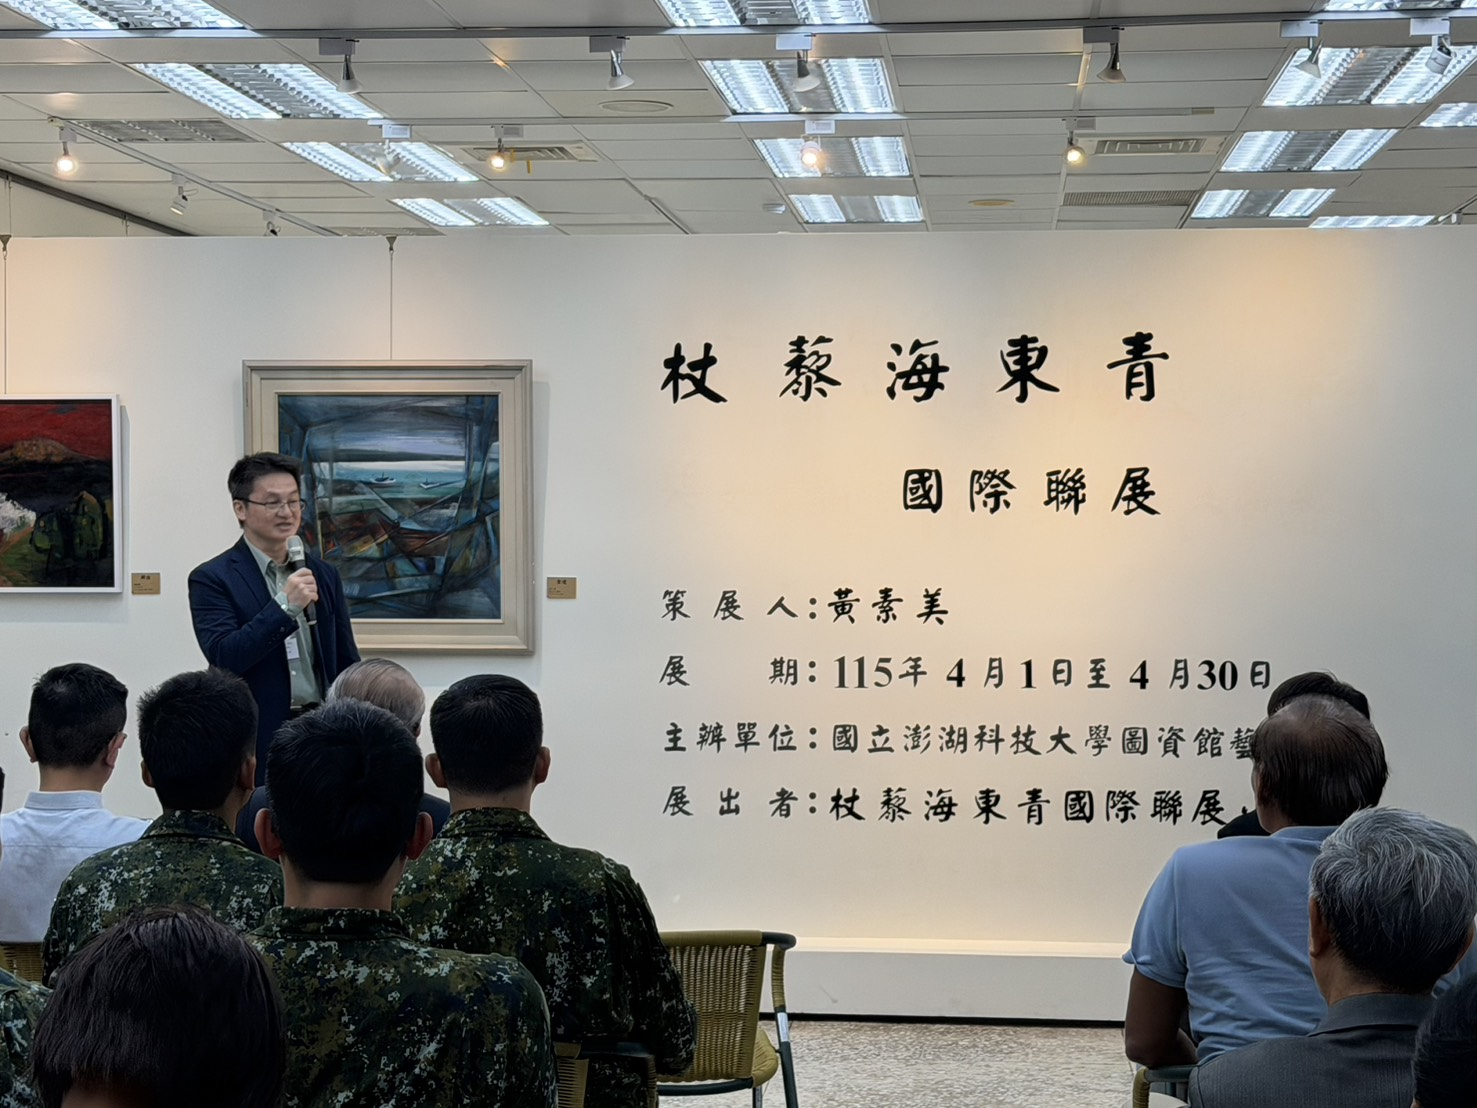 杖藜海東青
國際聯展
策展人：黃素美
展期：115年4月1日至4月30日
主辦單位：國立澎湖科技大學圖資館藝
展出者：杖藜海東青國際聯展